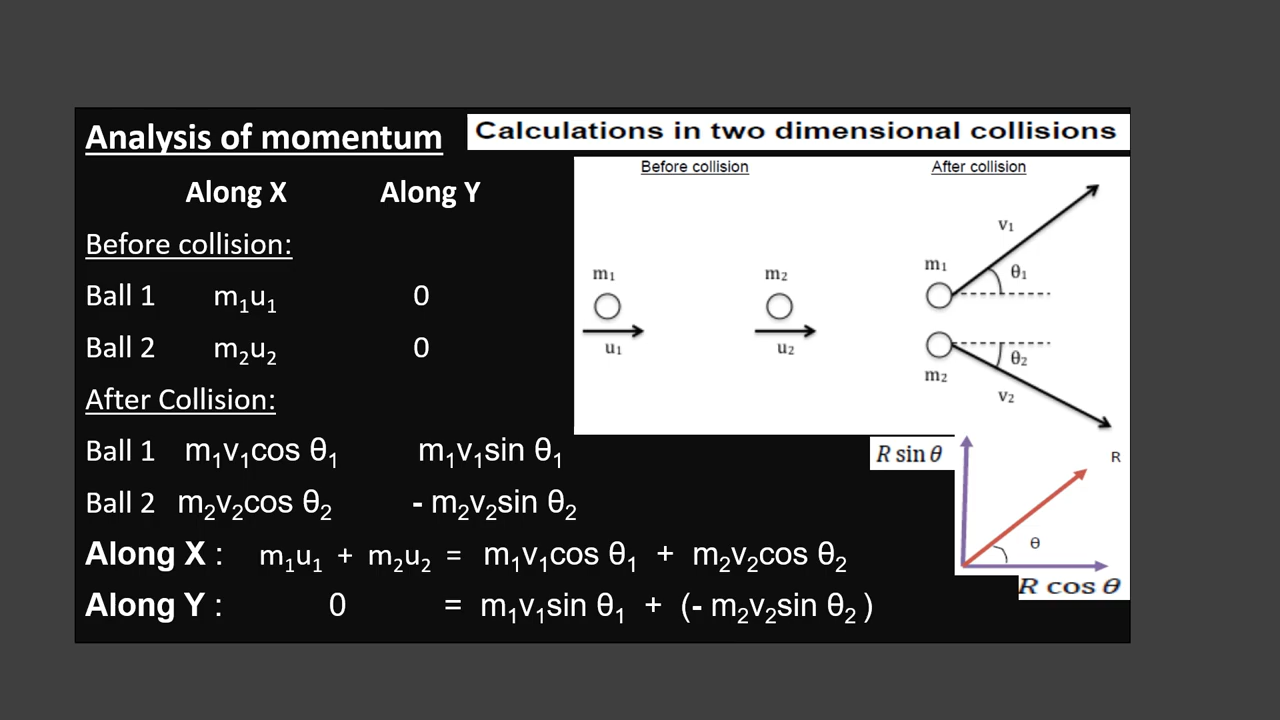 Analysis of momentum
Calculations in two dimensional collisions
Along X Along Y
Before collision:
Ball 1 m₁u₁ 0
Ball 2 m₂u₂ 0
After Collision:
Ball 1 m₁v₁cos θ₁ m₁v₁sin θ₁
Ball 2 m₂v₂cos θ₂ - m₂v₂sin θ₂
Along X : m₁u₁ + m₂u₂ = m₁v₁cos θ₁ + m₂v₂cos θ₂
Along Y : 0 = m₁v₁sin θ₁ + (- m₂v₂sin θ₂ )
Before collision
m₁
u₁
m₂
u₂
After collision
v₁
m₁
θ₁
θ₂
m₂
v₂
R sin θ
R
θ
R cos θ